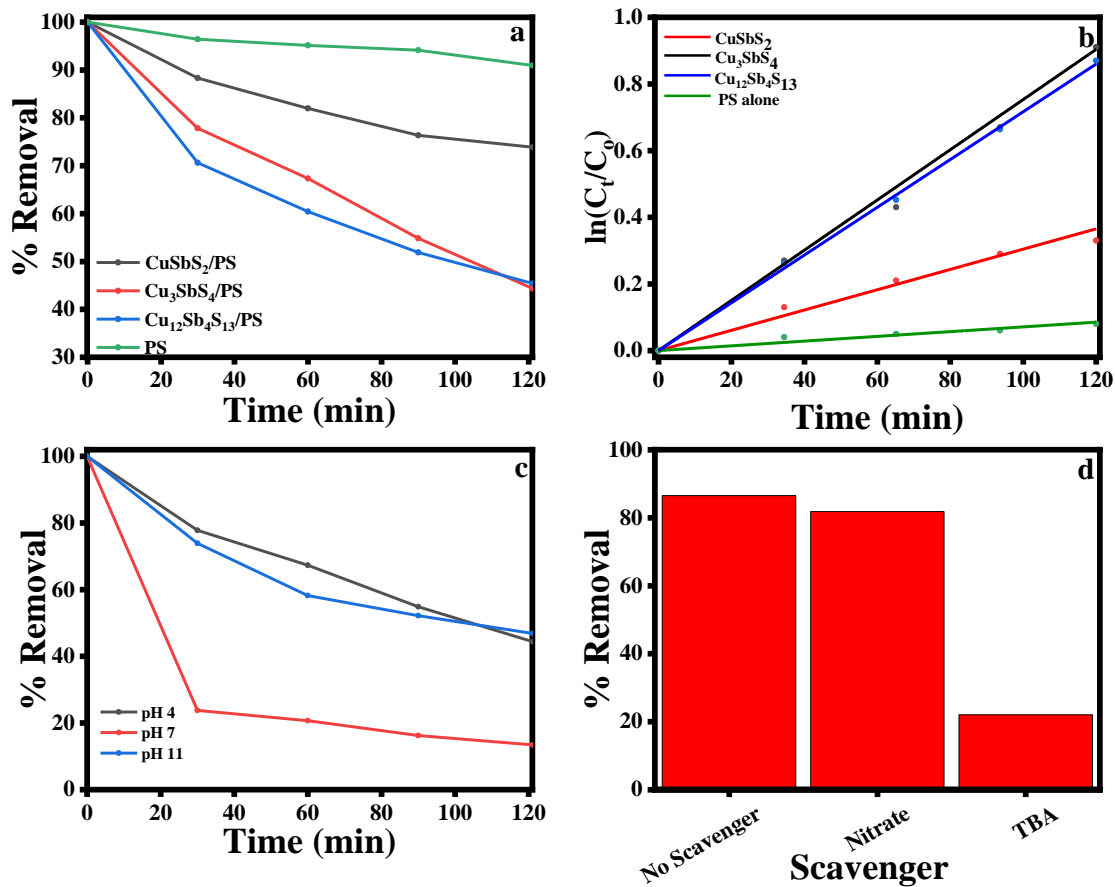 a
% Removal
100
90
80
70
60
50
40
30
CuSbS₂/PS
Cu₃SbS₄/PS
Cu₁₂Sb₄S₁₃/PS
PS
0 20 40 60 80 100 120
Time (min)
b
ln(Cₜ/Cₒ)
1.0
0.8
0.6
0.4
0.2
0.0
CuSbS₂
Cu₃SbS₄
Cu₁₂Sb₄S₁₃
PS alone
0 20 40 60 80 100 120
Time (min)
c
% Removal
100
80
60
40
20
0
pH 4
pH 7
pH 11
0 20 40 60 80 100 120
Time (min)
d
% Removal
100
80
60
40
20
0
No Scavenger
Nitrate
TBA
Scavenger